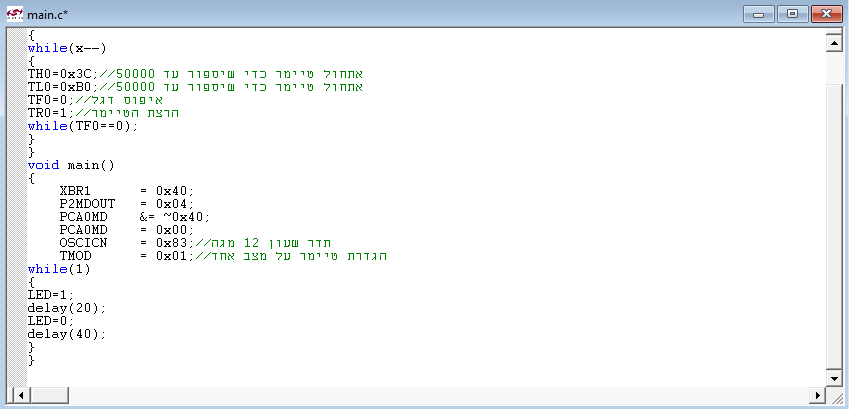 main.c*
{
while(x--)
{
TH0=0x3C;//אתחול טיימר כדי שיספור עד 50000
TL0=0xB0;//אתחול טיימר כדי שיספור עד 50000
TF0=0;//איפוס דגל
TR0=1;//הרצת הטיימר
while(TF0==0);
}
}
void main()
{
XBR1 = 0x40;
P2MDOUT = 0x04;
PCA0MD &= ~0x40;
PCA0MD = 0x00;
OSCICN = 0x83;//תדר שעון 12 מגה
TMOD = 0x01;//הגדרת טיימר על מצב אחד
while(1)
{
LED=1;
delay(20);
LED=0;
delay(40);
}
}